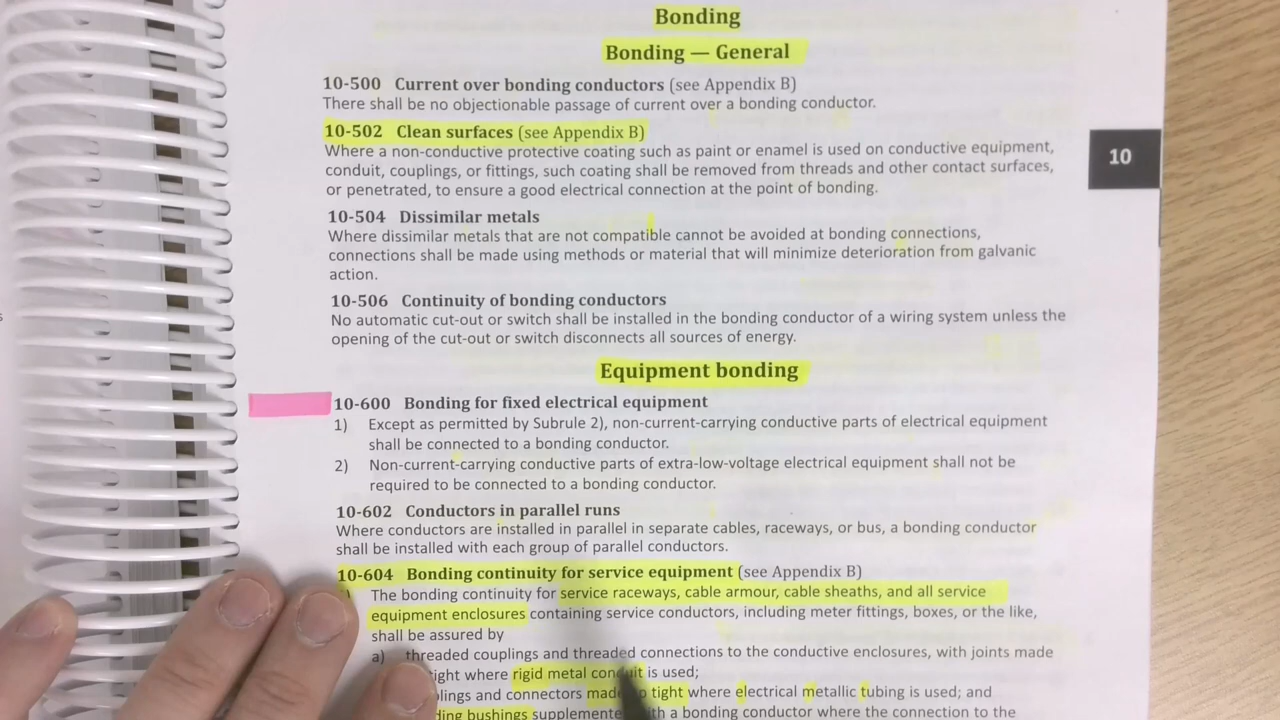 Bonding
Bonding — General
10-500 Current over bonding conductors (see Appendix B)
There shall be no objectionable passage of current over a bonding conductor.
10-502 Clean surfaces (see Appendix B)
Where a non-conductive protective coating such as paint or enamel is used on conductive equipment,
conduit, couplings, or fittings, such coating shall be removed from threads and other contact surfaces,
or penetrated, to ensure a good electrical connection at the point of bonding.
10
10-504 Dissimilar metals
Where dissimilar metals that are not compatible cannot be avoided at bonding connections,
connections shall be made using methods or material that will minimize deterioration from galvanic
action.
10-506 Continuity of bonding conductors
No automatic cut-out or switch shall be installed in the bonding conductor of a wiring system unless the
opening of the cut-out or switch disconnects all sources of energy.
Equipment bonding
10-600 Bonding for fixed electrical equipment
1) Except as permitted by Subrule 2), non-current-carrying conductive parts of electrical equipment
shall be connected to a bonding conductor.
2) Non-current-carrying conductive parts of extra-low-voltage electrical equipment shall not be
required to be connected to a bonding conductor.
10-602 Conductors in parallel runs
Where conductors are installed in parallel in separate cables, raceways, or bus, a bonding conductor
shall be installed with each group of parallel conductors.
10-604 Bonding continuity for service equipment (see Appendix B)
The bonding continuity for service raceways, cable armour, cable sheaths, and all service
equipment enclosures containing service conductors, including meter fittings, boxes, or the like,
shall be assured by
a) threaded couplings and threaded connections to the conductive enclosures, with joints made
where rigid metal conduit is used;
and connectors made tight where electrical metallic tubing is used; and
bushings with a bonding conductor where the connection to the